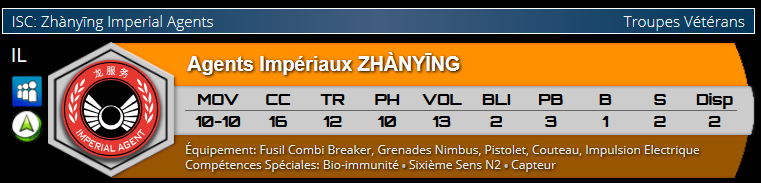 ISC: Zhànyīng Imperial Agents
Troupes Vétérans
IL
龙服务
IMPERIAL AGENT
Agents Impériaux ZHÀNYĪNG
MOV CC TR PH VOL BLI PB B S Disp
10-10 16 12 10 13 2 3 1 2 2
Équipement: Fusil Combi Breaker, Grenades Nimbus, Pistolet, Couteau, Impulsion Electrique
Compétences Spéciales: Bio-immunité • Sixième Sens N2 • Capteur